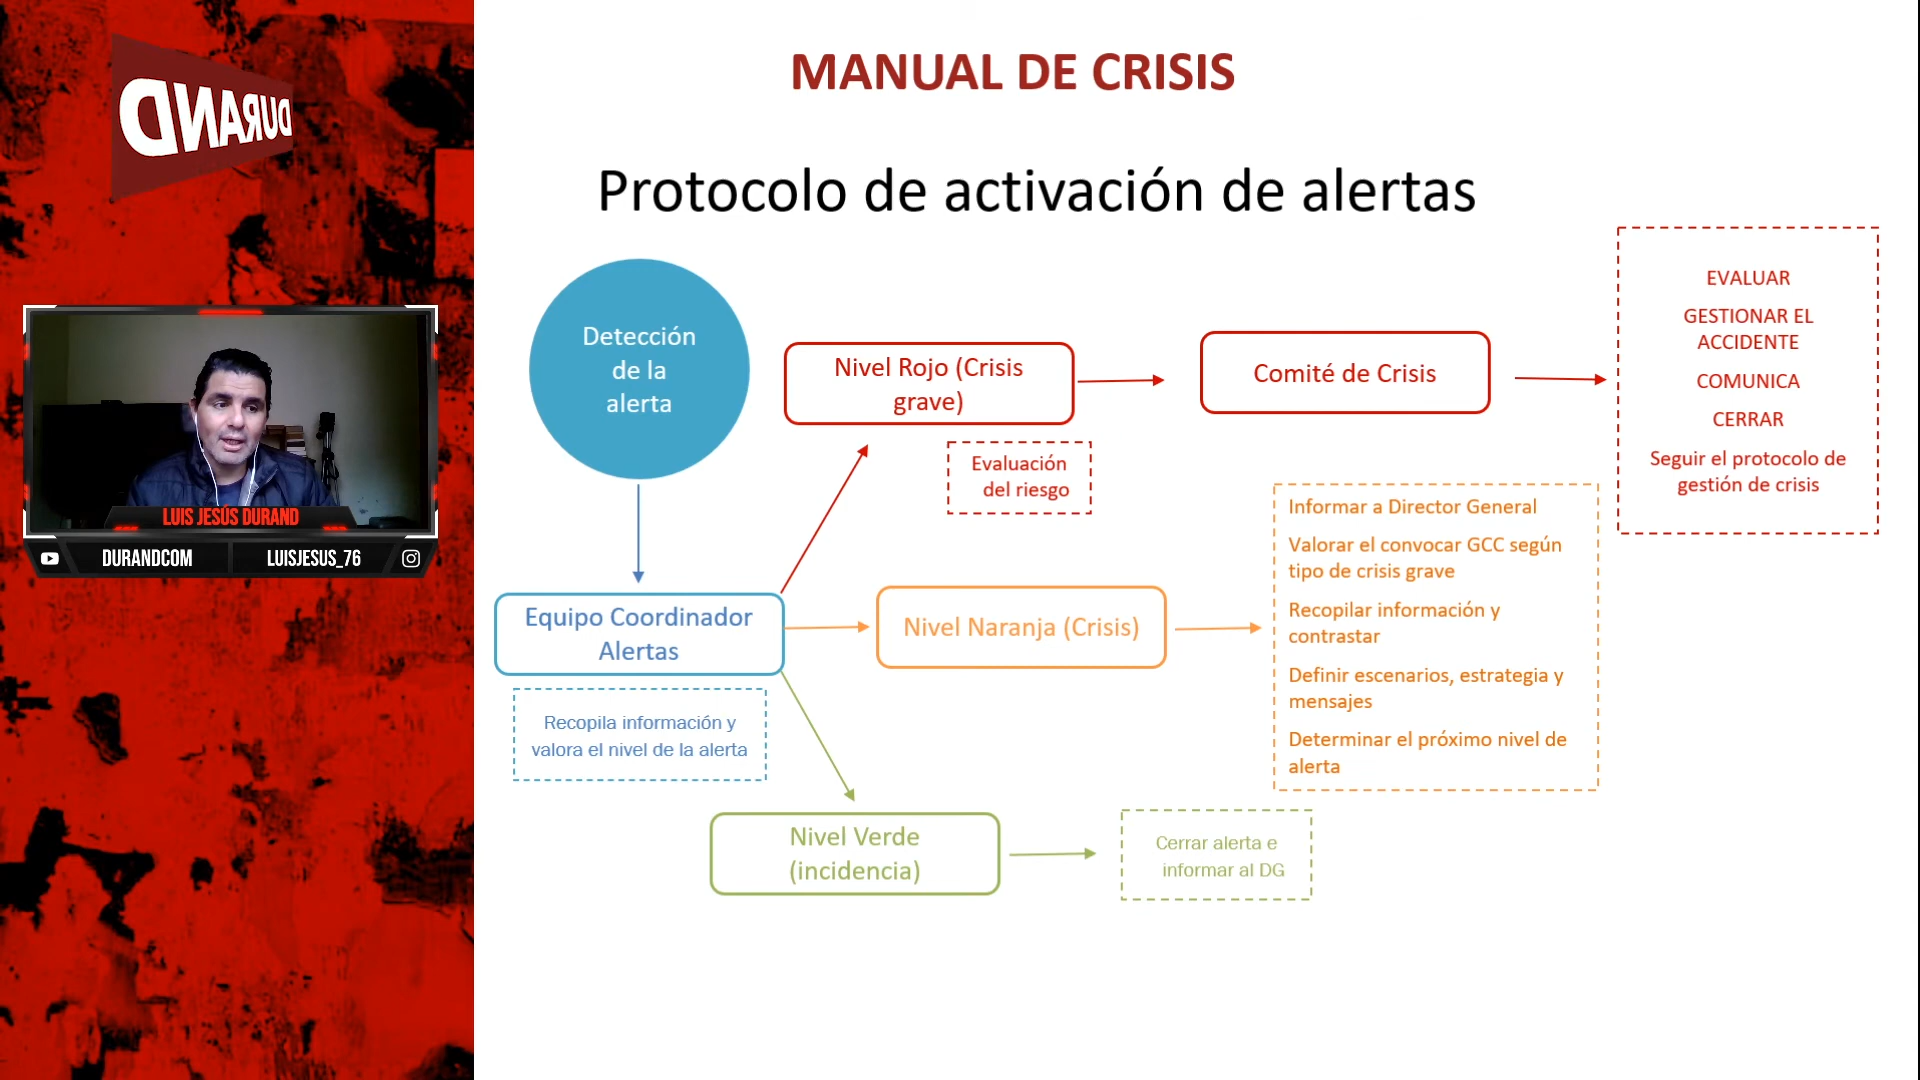 DURAND
LUIS JESÚS DURAND
DURANDCOM
LUISJESUS_76
MANUAL DE CRISIS
Protocolo de activación de alertas
Detección
de la
alerta
Nivel Rojo (Crisis
grave)
Evaluación
del riesgo
Comité de Crisis
EVALUAR
GESTIONAR EL
ACCIDENTE
COMUNICA
CERRAR
Seguir el protocolo de
gestión de crisis
Equipo Coordinador
Alertas
Recopila información y
valora el nivel de la alerta
Nivel Naranja (Crisis)
Informar a Director General
Valorar el convocar GCC según
tipo de crisis grave
Recopilar información y
contrastar
Definir escenarios, estrategia y
mensajes
Determinar el próximo nivel de
alerta
Nivel Verde
(incidencia)
Cerrar alerta e
informar al DG